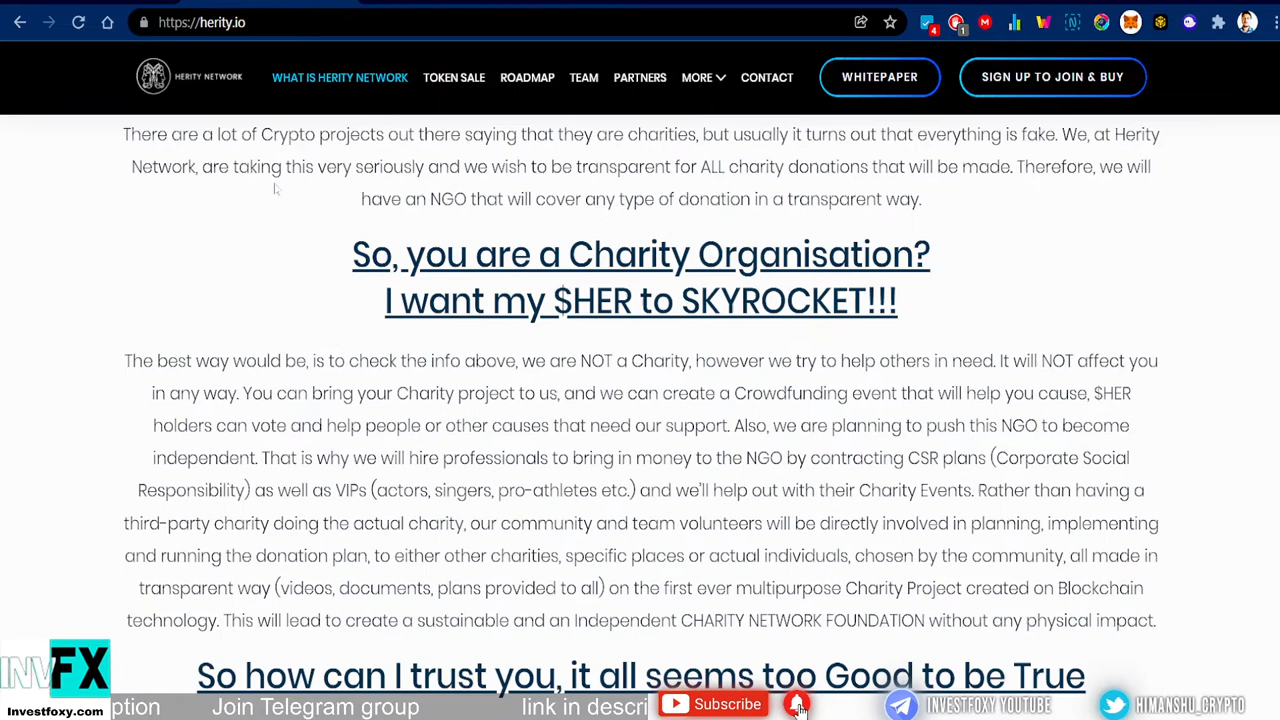 https://herity.io
4
1
HERITY NETWORK
WHAT IS HERITY NETWORK
TOKEN SALE
ROADMAP
TEAM
PARTNERS
MORE
CONTACT
WHITEPAPER
SIGN UP TO JOIN & BUY
There are a lot of Crypto projects out there saying that they are charities, but usually it turns out that everything is fake. We, at Herity
Network, are taking this very seriously and we wish to be transparent for ALL charity donations that will be made. Therefore, we will
have an NGO that will cover any type of donation in a transparent way.
So, you are a Charity Organisation?
I want my $HER to SKYROCKET!!!
The best way would be, is to check the info above, we are NOT a Charity, however we try to help others in need. It will NOT affect you
in any way. You can bring your Charity project to us, and we can create a Crowdfunding event that will help you cause, $HER
holders can vote and help people or other causes that need our support. Also, we are planning to push this NGO to become
independent. That is why we will hire professionals to bring in money to the NGO by contracting CSR plans (Corporate Social
Responsibility) as well as VIPs (actors, singers, pro-athletes etc.) and we'll help out with their Charity Events. Rather than having a
third-party charity doing the actual charity, our community and team volunteers will be directly involved in planning, implementing
and running the donation plan, to either other charities, specific places or actual individuals, chosen by the community, all made in
transparent way (videos, documents, plans provided to all) on the first ever multipurpose Charity Project created on Blockchain
technology. This will lead to create a sustainable and an Independent CHARITY NETWORK FOUNDATION without any physical impact.
So how can I trust you, it all seems too Good to be True
INVFX
Investfoxy.com
ption Join Telegram group link in descri
Subscribe
INVESTFOXY YOUTUBE
HIMANSHU_CRYPTO